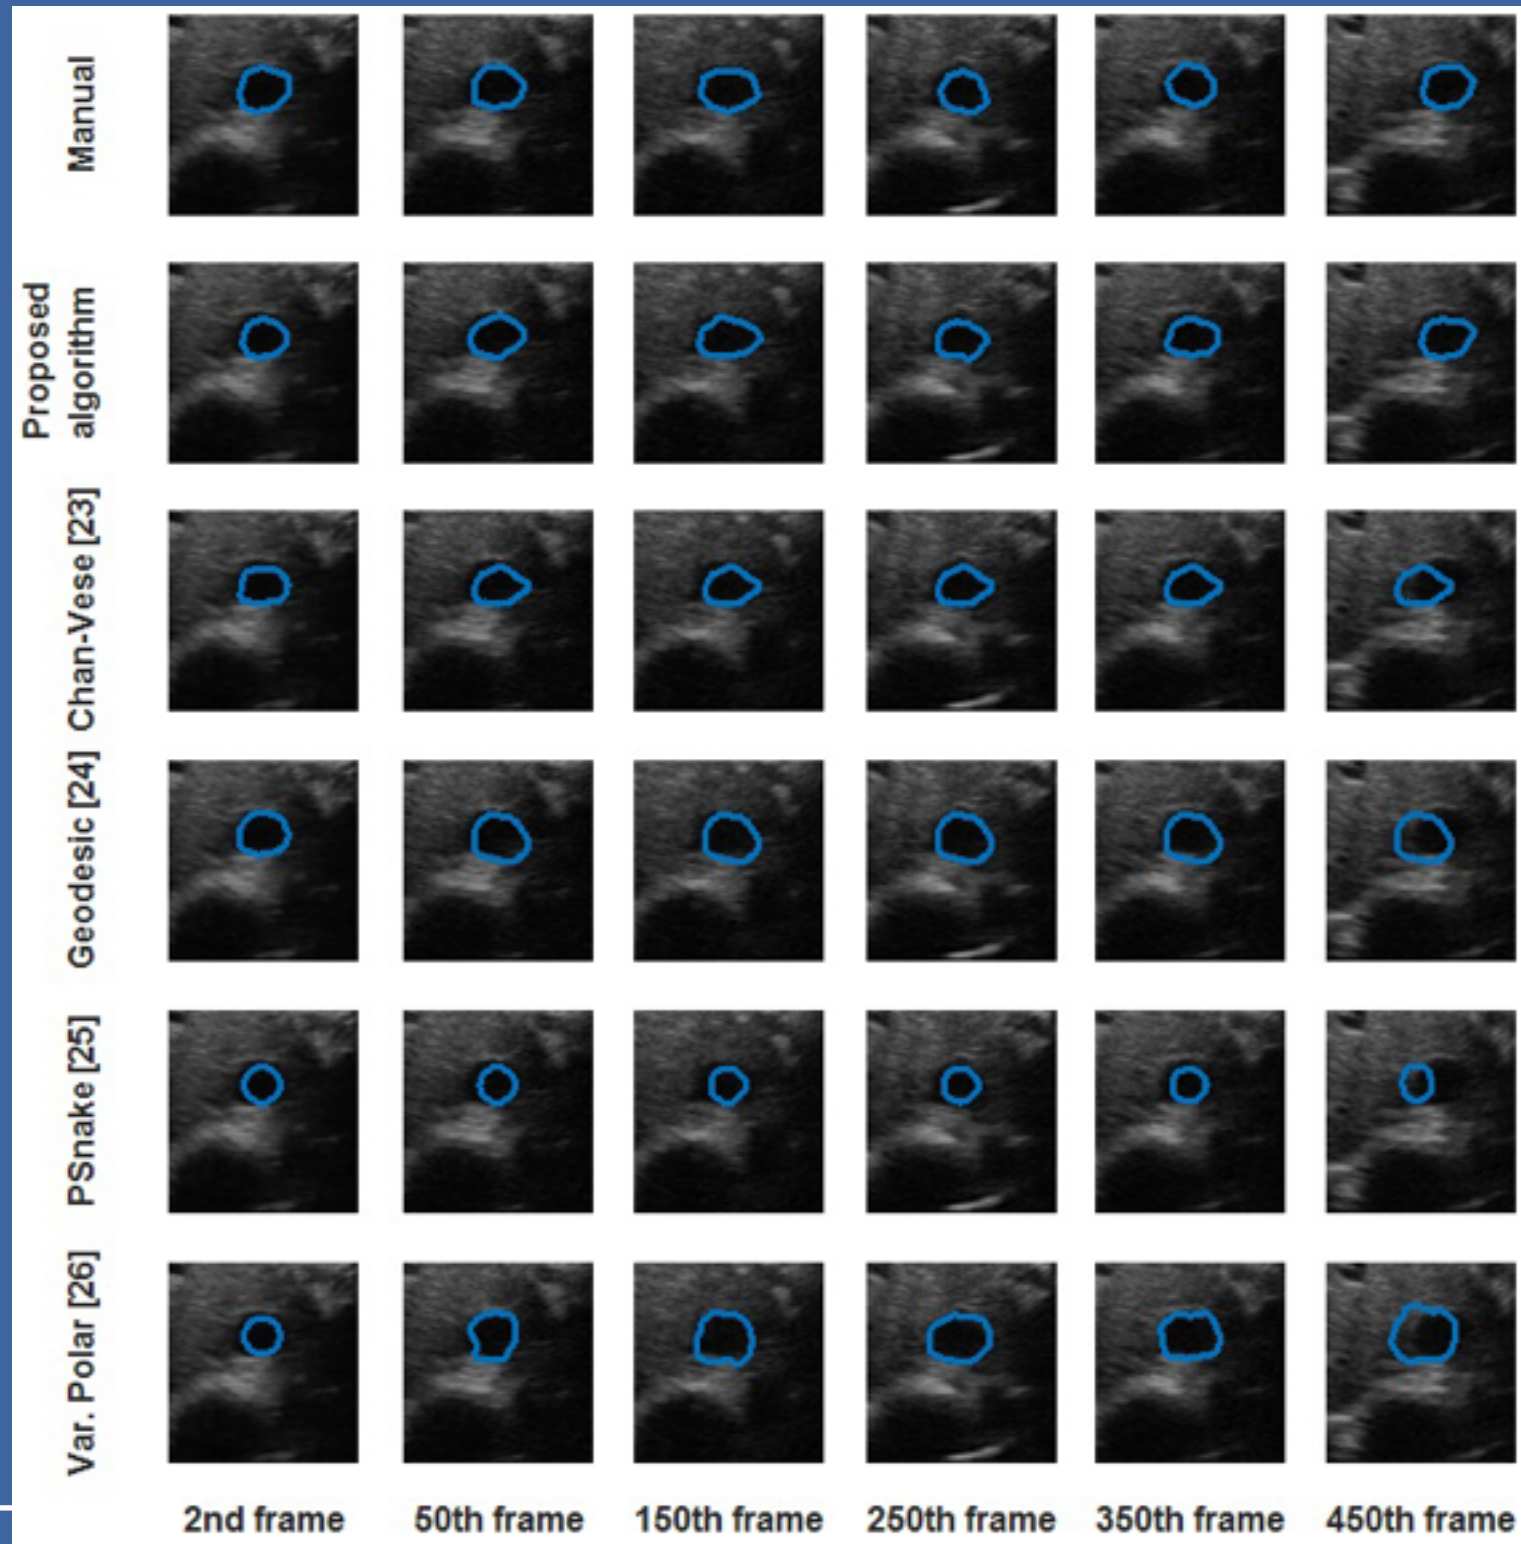 Manual
Proposed
algorithm
Chan-Vese [23]
Geodesic [24]
PSnake [25]
Var. Polar [26]
2nd frame 50th frame 150th frame 250th frame 350th frame 450th frame